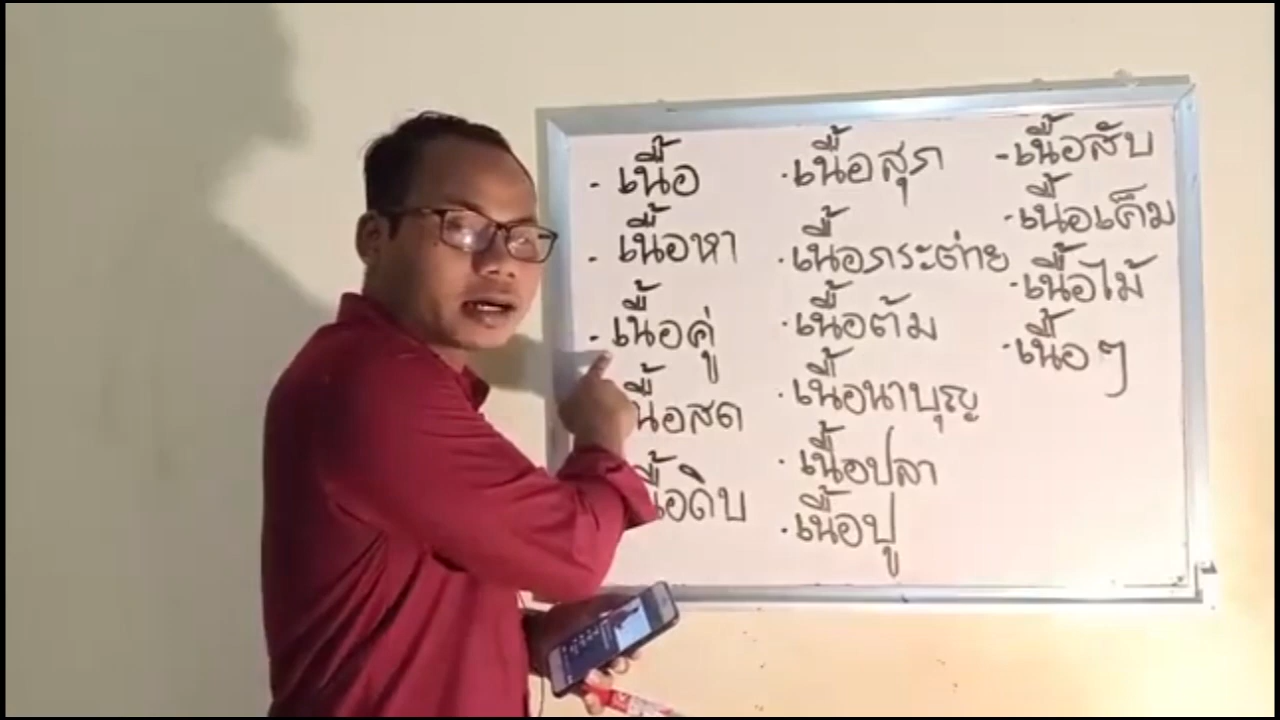 - เนื้อ
- เนื้อหา
- เนื้อคู่
นื้อสด
นื้อดิบ
· เนื้อสุก
· เนื้อกระต่าย
· เนื้อต้ม
· เนื้อนาบุญ
· เนื้อปลา
· เนื้อปู
- เนื้อสับ
· เนื้อเค็ม
· เนื้อไม้
· เนื้อๆ